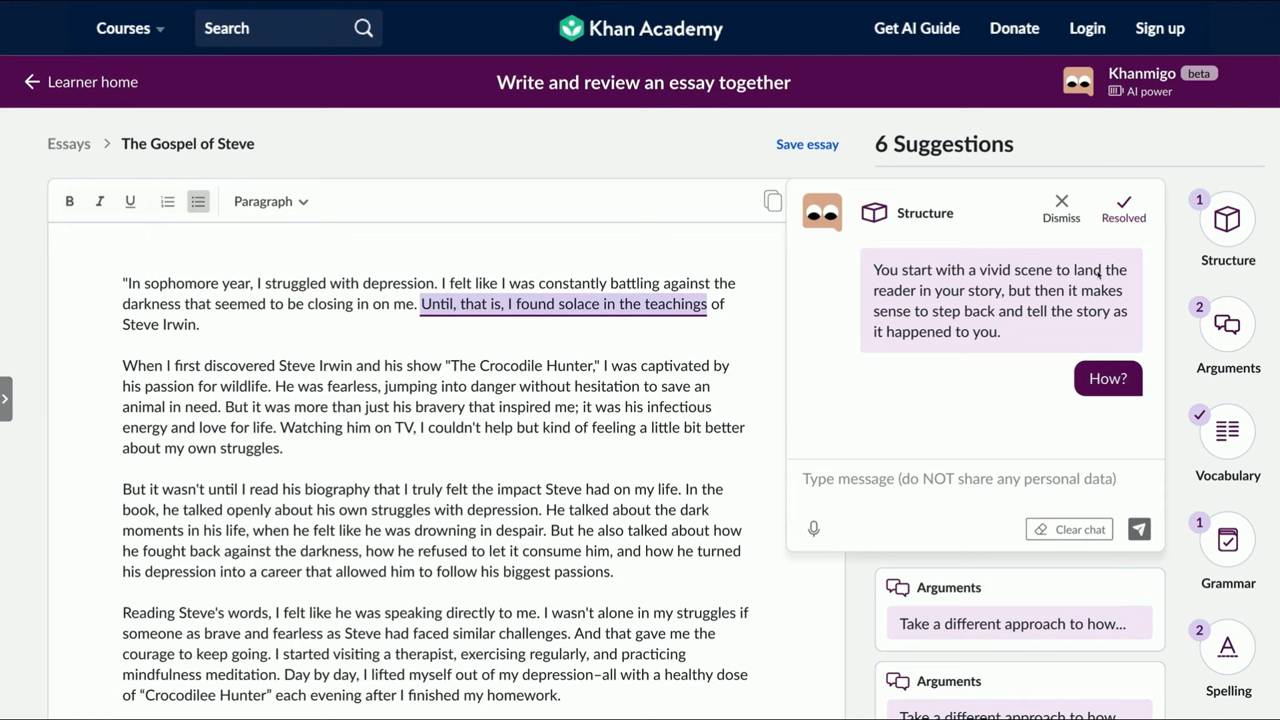 Courses
Search
Khan Academy
Get AI Guide
Donate
Login
Sign up
Learner home
Write and review an essay together
Khanmigo beta
AI power
Essays > The Gospel of Steve
Save essay
6 Suggestions
B I U
Paragraph
"In sophomore year, I struggled with depression. I felt like I was constantly battling against the
darkness that seemed to be closing in on me. Until, that is, I found solace in the teachings of
Steve Irwin.
When I first discovered Steve Irwin and his show "The Crocodile Hunter," I was captivated by
his passion for wildlife. He was fearless, jumping into danger without hesitation to save an
animal in need. But it was more than just his bravery that inspired me; it was his infectious
energy and love for life. Watching him on TV, I couldn't help but kind of feeling a little bit better
about my own struggles.
But it wasn't until I read his biography that I truly felt the impact Steve had on my life. In the
book, he talked openly about his own struggles with depression. He talked about the dark
moments in his life, when he felt like he was drowning in despair. But he also talked about how
he fought back against the darkness, how he refused to let it consume him, and how he turned
his depression into a career that allowed him to follow his biggest passions.
Reading Steve's words, I felt like he was speaking directly to me. I wasn't alone in my struggles if
someone as brave and fearless as Steve had faced similar challenges. And that gave me the
courage to keep going. I started visiting a therapist, exercising regularly, and practicing
mindfulness meditation. Day by day, I lifted myself out of my depression–all with a healthy dose
of “Crocodilee Hunter” each evening after I finished my homework.
Structure
Dismiss
Resolved
You start with a vivid scene to land the
reader in your story, but then it makes
sense to step back and tell the story as
it happened to you.
How?
Type message (do NOT share any personal data)
Clear chat
Arguments
Take a different approach to how...
Arguments
Take a different approach to how...
1
Structure
2
Arguments
Vocabulary
1
Grammar
2
A
Spelling